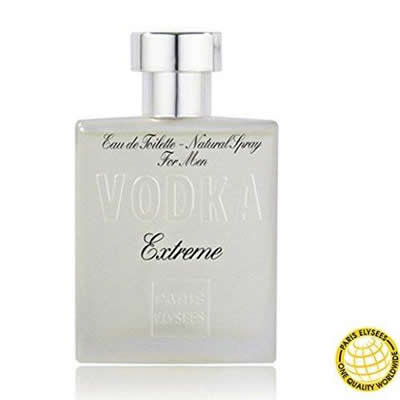 Eau de Toilette - Natural Spray
For Men
VODKA
Extreme
PARIS
ELYSEES
PARIS ELYSEES
ONE QUALITY WORLDWIDE